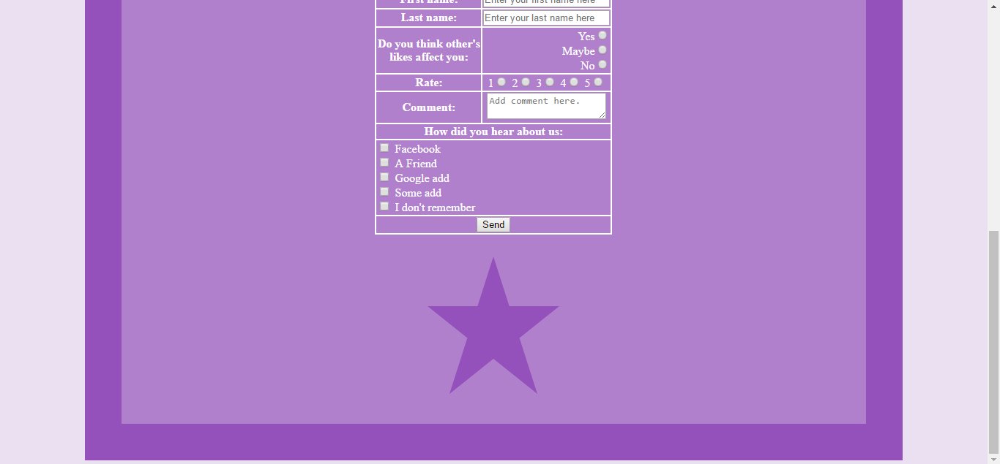 First name: Enter your first name here
Last name: Enter your last name here
Do you think other's
likes affect you:
Yes
Maybe
No
Rate: 1 2 3 4 5
Comment: Add comment here.
How did you hear about us:
Facebook
A Friend
Google add
Some add
I don't remember
Send